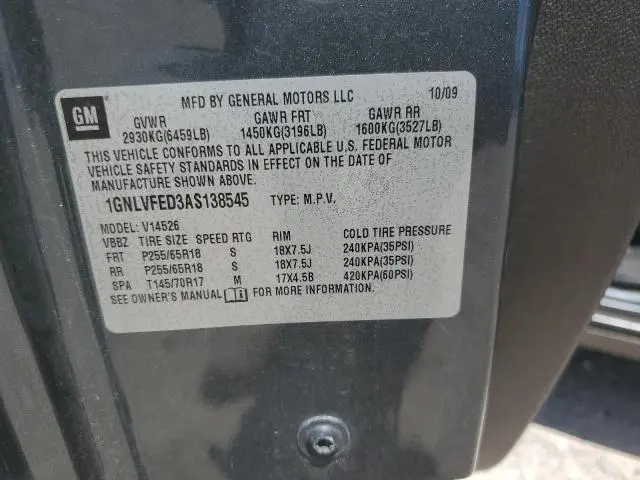 GM
MFD BY GENERAL MOTORS LLC 10/09
GVWR GAWR FRT GAWR RR
2930KG(6459LB) 1450KG(3196LB) 1600KG(3527LB)
THIS VEHICLE CONFORMS TO ALL APPLICABLE U.S. FEDERAL MOTOR
VEHICLE SAFETY STANDARDS IN EFFECT ON THE DATE OF
MANUFACTURE SHOWN ABOVE.
1GNLVFED3AS138545 TYPE: M.P.V.
MODEL: V14526
VBBZ TIRE SIZE SPEED RTG RIM COLD TIRE PRESSURE
FRT P255/65R18 S 18X7.5J 240KPA(35PSI)
RR P255/65R18 S 18X7.5J 240KPA(35PSI)
SPA T145/70R17 M 17X4.5B 420KPA(60PSI)
SEE OWNER'S MANUAL FOR MORE INFORMATION.